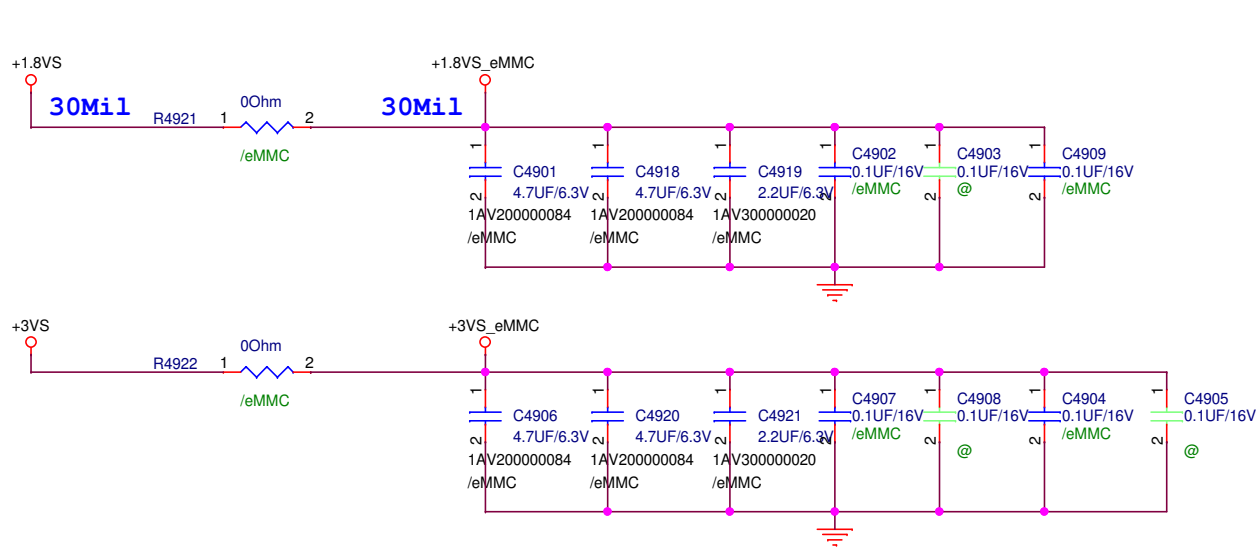 +1.8VS
+1.8VS_eMMC
30Mil
R4921
1
0Ohm
2
/eMMC
30Mil
1
2
C4901
4.7UF/6.3V
1AV200000084
/eMMC
1
2
C4918
4.7UF/6.3V
1AV200000084
/eMMC
1
2
C4919
2.2UF/6.3V
1AV300000020
/eMMC
1
2
C4902
0.1UF/16V
/eMMC
1
2
C4903
0.1UF/16V
@
1
2
C4909
0.1UF/16V
/eMMC
+3VS
+3VS_eMMC
R4922
1
0Ohm
2
/eMMC
1
2
C4906
4.7UF/6.3V
1AV200000084
/eMMC
1
2
C4920
4.7UF/6.3V
1AV200000084
/eMMC
1
2
C4921
2.2UF/6.3V
1AV300000020
/eMMC
1
2
C4907
0.1UF/16V
/eMMC
1
2
C4908
0.1UF/16V
@
1
2
C4904
0.1UF/16V
/eMMC
1
2
C4905
0.1UF/16V
@